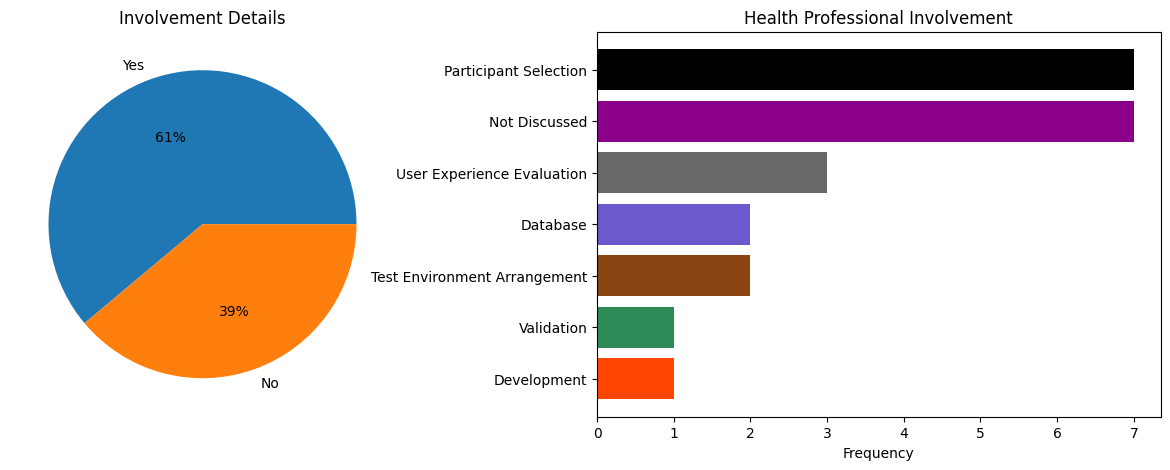 Involvement Details
Yes
61%
39%
No
Health Professional Involvement
Participant Selection
Not Discussed
User Experience Evaluation
Database
Test Environment Arrangement
Validation
Development
0 1 2 3 4 5 6 7
Frequency